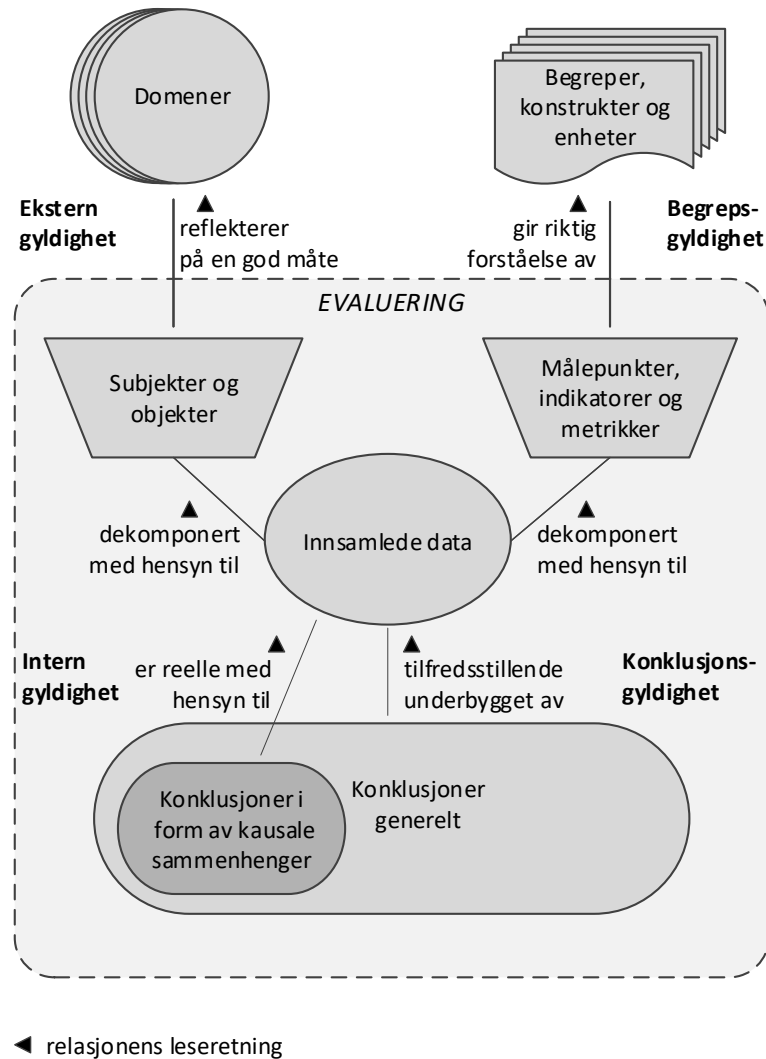 Domener
Begreper,
konstrukter og
enheter
Ekstern
gyldighet
reflekterer
på en god måte
gir riktig
forståelse av
Begreps-
gyldighet
EVALUERING
Subjekter og
objekter
Målepunkter,
indikatorer og
metrikker
Innsamlede data
dekomponert
med hensyn til
dekomponert
med hensyn til
Intern
gyldighet
er reelle med
hensyn til
tilfredsstillende
underbygget av
Konklusjons-
gyldighet
Konklusjoner i
form av kausale
sammenhenger
Konklusjoner
generelt
relasjonens leseretning